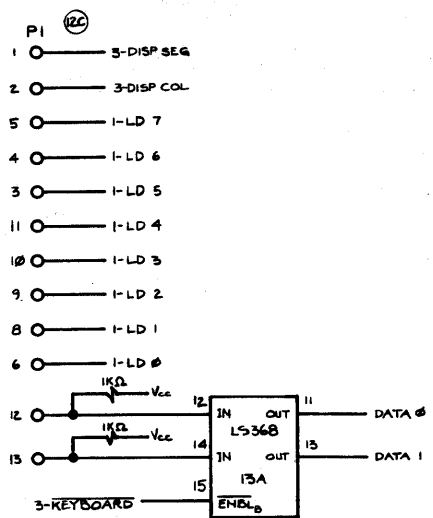 P1 12C
1 3-DISP SEG
2 3-DISP COL
5 1-LD 7
4 1-LD 6
3 1-LD 5
11 1-LD 4
10 1-LD 3
9 1-LD 2
8 1-LD 1
6 1-LD Ø
1KΩ Vcc
12 12 IN OUT 11 DATA Ø
LS368
1KΩ Vcc
13 14 IN OUT 13 DATA 1
13A
3-KEYBOARD 15 ENBL B